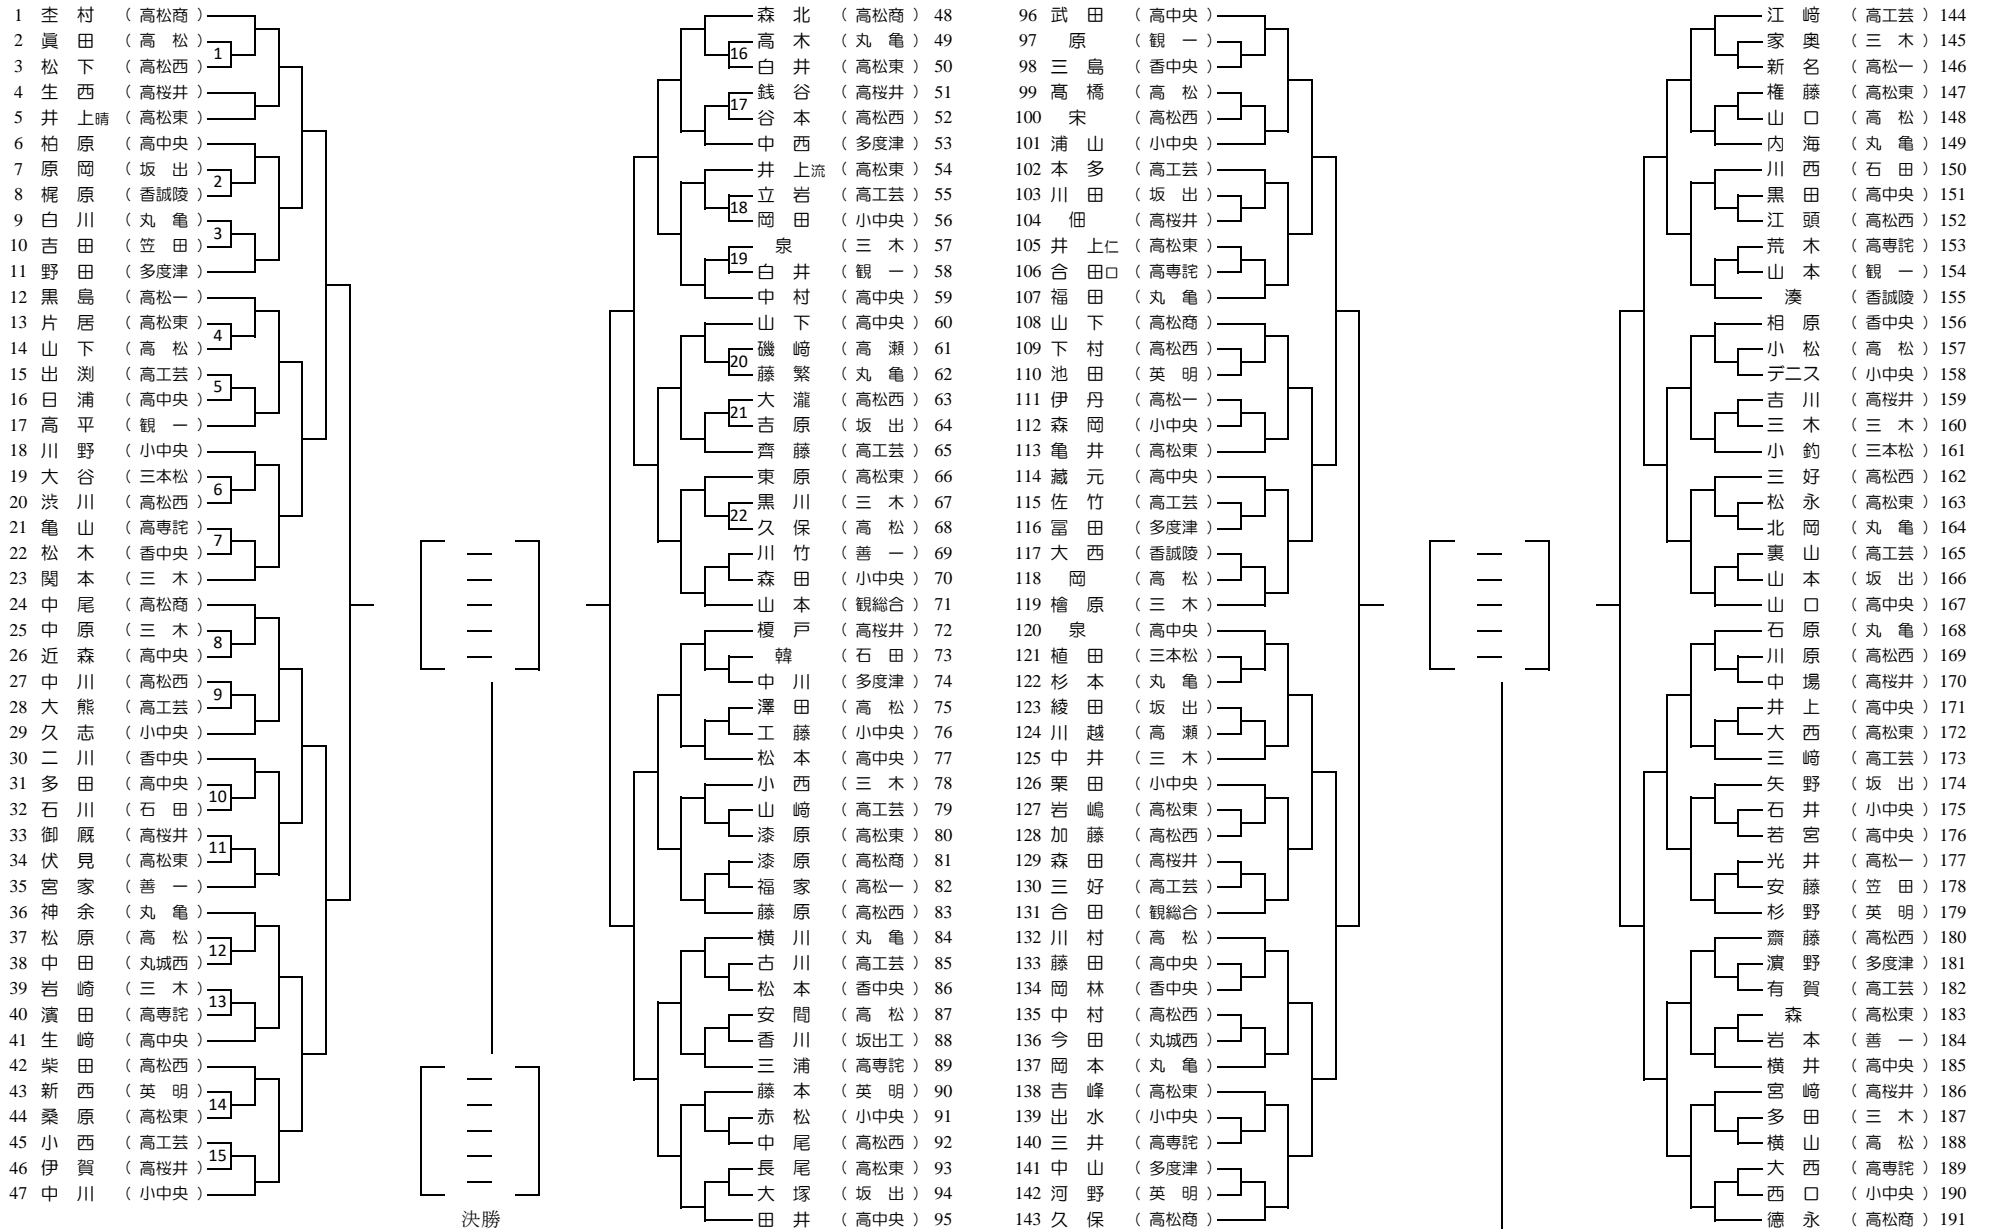 1 杢 村 （ 高松商 ）
2 眞 田 （ 高 松 ）
1
3 松 下 （ 高松西 ）
4 生 西 （ 高桜井 ）
5 井 上晴 （ 高松東 ）
6 柏 原 （ 高中央 ）
7 原 岡 （ 坂 出 ）
2
8 梶 原 （ 香誠陵 ）
9 白 川 （ 丸 亀 ）
3
10 吉 田 （ 笠 田 ）
11 野 田 （ 多度津 ）
12 黒 島 （ 高松一 ）
13 片 居 （ 高松東 ）
4
14 山 下 （ 高 松 ）
15 出 渕 （ 高工芸 ）
5
16 日 浦 （ 高中央 ）
17 高 平 （ 観 一 ）
18 川 野 （ 小中央 ）
19 大 谷 （ 三本松 ）
6
20 渋 川 （ 高松西 ）
21 亀 山 （ 高専詫 ）
7
22 松 木 （ 香中央 ）
23 関 本 （ 三 木 ）
24 中 尾 （ 高松商 ）
25 中 原 （ 三 木 ）
8
26 近 森 （ 高中央 ）
27 中 川 （ 高松西 ）
9
28 大 熊 （ 高工芸 ）
29 久 志 （ 小中央 ）
30 二 川 （ 香中央 ）
31 多 田 （ 高中央 ）
10
32 石 川 （ 石 田 ）
33 御 厩 （ 高桜井 ）
11
34 伏 見 （ 高松東 ）
35 宮 家 （ 善 一 ）
36 神 余 （ 丸 亀 ）
37 松 原 （ 高 松 ）
12
38 中 田 （ 丸城西 ）
39 岩 崎 （ 三 木 ）
13
40 濱 田 （ 高専詫 ）
41 生 﨑 （ 高中央 ）
42 柴 田 （ 高松西 ）
43 新 西 （ 英 明 ）
14
44 桑 原 （ 高松東 ）
45 小 西 （ 高工芸 ）
15
46 伊 賀 （ 高桜井 ）
47 中 川 （ 小中央 ）
—
—
—
—
—
—
—
—
—
—
決勝
森 北 （ 高松商 ） 48
高 木 （ 丸 亀 ） 49
16
白 井 （ 高松東 ） 50
銭 谷 （ 高桜井 ） 51
17
谷 本 （ 高松西 ） 52
中 西 （ 多度津 ） 53
井 上流 （ 高松東 ） 54
立 岩 （ 高工芸 ） 55
18
岡 田 （ 小中央 ） 56
泉 （ 三 木 ） 57
19
白 井 （ 観 一 ） 58
中 村 （ 高中央 ） 59
山 下 （ 高中央 ） 60
磯 﨑 （ 高 瀬 ） 61
20
藤 繁 （ 丸 亀 ） 62
大 瀧 （ 高松西 ） 63
21
吉 原 （ 坂 出 ） 64
齊 藤 （ 高工芸 ） 65
東 原 （ 高松東 ） 66
黒 川 （ 三 木 ） 67
22
久 保 （ 高 松 ） 68
川 竹 （ 善 一 ） 69
森 田 （ 小中央 ） 70
山 本 （ 観総合 ） 71
榎 戸 （ 高桜井 ） 72
韓 （ 石 田 ） 73
中 川 （ 多度津 ） 74
澤 田 （ 高 松 ） 75
工 藤 （ 小中央 ） 76
松 本 （ 高中央 ） 77
小 西 （ 三 木 ） 78
山 﨑 （ 高工芸 ） 79
漆 原 （ 高松東 ） 80
漆 原 （ 高松商 ） 81
福 家 （ 高松一 ） 82
藤 原 （ 高松西 ） 83
横 川 （ 丸 亀 ） 84
古 川 （ 高工芸 ） 85
松 本 （ 香中央 ） 86
安 間 （ 高 松 ） 87
香 川 （ 坂出工 ） 88
三 浦 （ 高専詫 ） 89
藤 本 （ 英 明 ） 90
赤 松 （ 小中央 ） 91
中 尾 （ 高松西 ） 92
長 尾 （ 高松東 ） 93
大 塚 （ 坂 出 ） 94
田 井 （ 高中央 ） 95
96 武 田 （ 高中央 ）
97 原 （ 観 一 ）
98 三 島 （ 香中央 ）
99 髙 橋 （ 高 松 ）
100 宋 （ 高松西 ）
101 浦 山 （ 小中央 ）
102 本 多 （ 高工芸 ）
103 川 田 （ 坂 出 ）
104 佃 （ 高桜井 ）
105 井 上仁 （ 高松東 ）
106 合 田口 （ 高専詫 ）
107 福 田 （ 丸 亀 ）
108 山 下 （ 高松商 ）
109 下 村 （ 高松西 ）
110 池 田 （ 英 明 ）
111 伊 丹 （ 高松一 ）
112 森 岡 （ 小中央 ）
113 亀 井 （ 高松東 ）
114 藏 元 （ 高中央 ）
115 佐 竹 （ 高工芸 ）
116 冨 田 （ 多度津 ）
117 大 西 （ 香誠陵 ）
118 岡 （ 高 松 ）
119 檜 原 （ 三 木 ）
120 泉 （ 高中央 ）
121 植 田 （ 三本松 ）
122 杉 本 （ 丸 亀 ）
123 綾 田 （ 坂 出 ）
124 川 越 （ 高 瀬 ）
125 中 井 （ 三 木 ）
126 栗 田 （ 小中央 ）
127 岩 嶋 （ 高松東 ）
128 加 藤 （ 高松西 ）
129 森 田 （ 高桜井 ）
130 三 好 （ 高工芸 ）
131 合 田 （ 観総合 ）
132 川 村 （ 高 松 ）
133 藤 田 （ 高中央 ）
134 岡 林 （ 香中央 ）
135 中 村 （ 高松西 ）
136 今 田 （ 丸城西 ）
137 岡 本 （ 丸 亀 ）
138 吉 峰 （ 高松東 ）
139 出 水 （ 小中央 ）
140 三 井 （ 高専詫 ）
141 中 山 （ 多度津 ）
142 河 野 （ 英 明 ）
143 久 保 （ 高松商 ）
—
—
—
—
—
江 﨑 （ 高工芸 ） 144
家 奥 （ 三 木 ） 145
新 名 （ 高松一 ） 146
権 藤 （ 高松東 ） 147
山 口 （ 高 松 ） 148
内 海 （ 丸 亀 ） 149
川 西 （ 石 田 ） 150
黒 田 （ 高中央 ） 151
江 頭 （ 高松西 ） 152
荒 木 （ 高専詫 ） 153
山 本 （ 観 一 ） 154
湊 （ 香誠陵 ） 155
相 原 （ 香中央 ） 156
小 松 （ 高 松 ） 157
デニス （ 小中央 ） 158
吉 川 （ 高桜井 ） 159
三 木 （ 三 木 ） 160
小 釣 （ 三本松 ） 161
三 好 （ 高松西 ） 162
松 永 （ 高松東 ） 163
北 岡 （ 丸 亀 ） 164
裏 山 （ 高工芸 ） 165
山 本 （ 坂 出 ） 166
山 口 （ 高中央 ） 167
石 原 （ 丸 亀 ） 168
川 原 （ 高松西 ） 169
中 場 （ 高桜井 ） 170
井 上 （ 高中央 ） 171
大 西 （ 高松東 ） 172
三 﨑 （ 高工芸 ） 173
矢 野 （ 坂 出 ） 174
石 井 （ 小中央 ） 175
若 宮 （ 高中央 ） 176
光 井 （ 高松一 ） 177
安 藤 （ 笠 田 ） 178
杉 野 （ 英 明 ） 179
齋 藤 （ 高松西 ） 180
濵 野 （ 多度津 ） 181
有 賀 （ 高工芸 ） 182
森 （ 高松東 ） 183
岩 本 （ 善 一 ） 184
横 井 （ 高中央 ） 185
宮 﨑 （ 高桜井 ） 186
多 田 （ 三 木 ） 187
横 山 （ 高 松 ） 188
大 西 （ 高専詫 ） 189
西 口 （ 小中央 ） 190
德 永 （ 高松商 ） 191